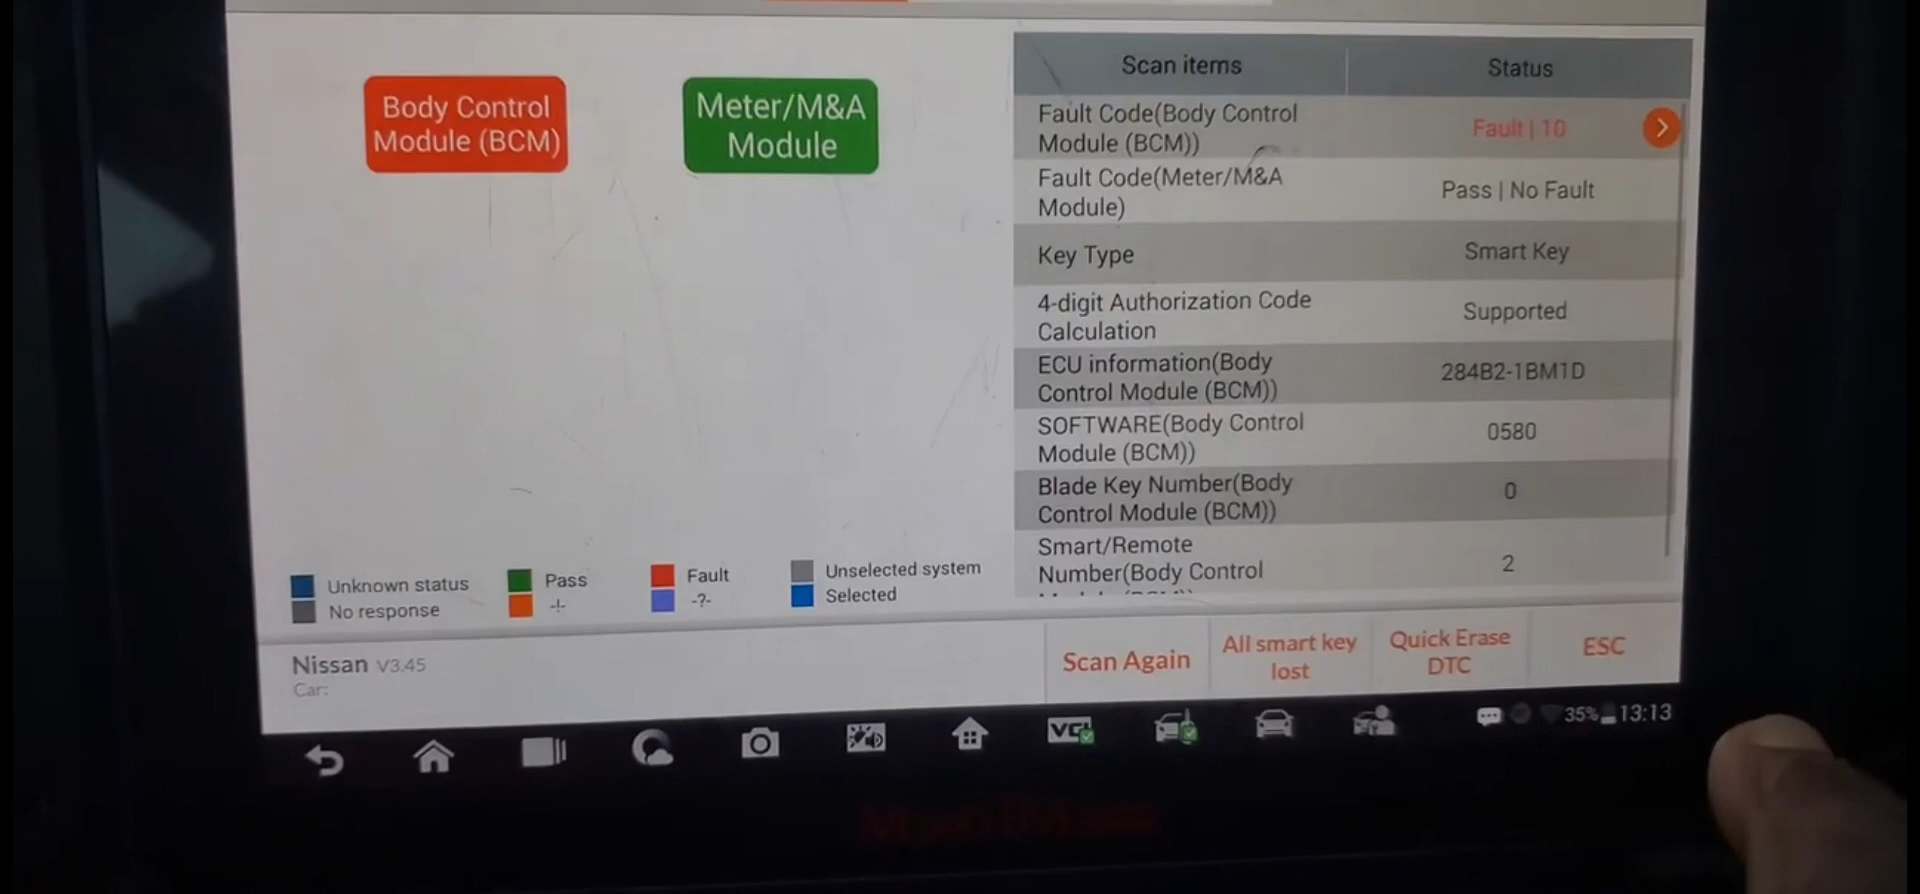 Body Control
Module (BCM)
Meter/M&A
Module
Scan items
Status
Fault Code(Body Control
Module (BCM))
Fault | 10
Fault Code(Meter/M&A
Module)
Pass | No Fault
Key Type
Smart Key
4-digit Authorization Code
Calculation
Supported
ECU information(Body
Control Module (BCM))
284B2-1BM1D
SOFTWARE(Body Control
Module (BCM))
0580
Blade Key Number(Body
Control Module (BCM))
0
Smart/Remote
Number(Body Control
2
Unknown status
Pass
Fault
Unselected system
No response
-!-
-?-
Selected
Nissan V3.45
Car:
Scan Again
All smart key
lost
Quick Erase
DTC
ESC
VCI
35%
13:13